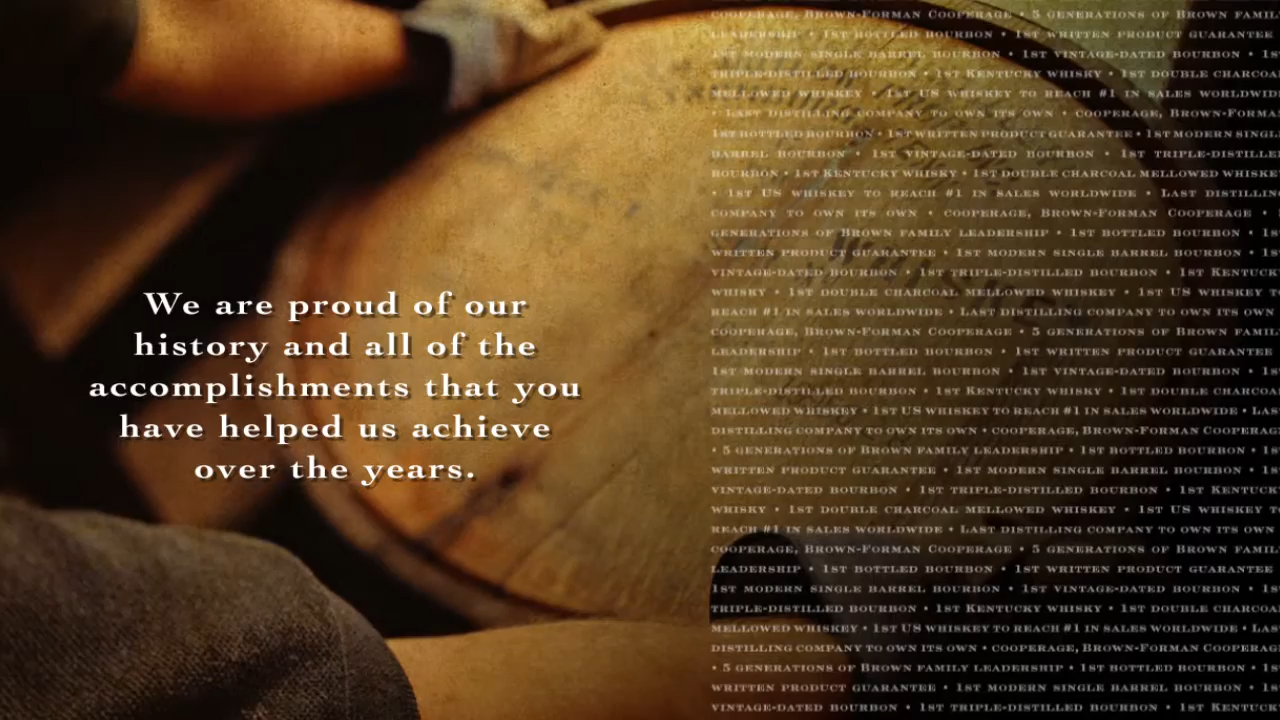 We are proud of our
history and all of the
accomplishments that you
have helped us achieve
over the years.
COOPERAGE, BROWN-FORMAN COOPERAGE • 5 GENERATIONS OF BROWN FAMIL
LEADERSHIP • 1ST BOTTLED BOURBON • 1ST WRITTEN PRODUCT GUARANTEE
1ST MODERN SINGLE BARREL BOURBON • 1ST VINTAGE-DATED BOURBON • 1ST
TRIPLE-DISTILLED BOURBON • 1ST KENTUCKY WHISKY • 1ST DOUBLE CHARCOA
MELLOWED WHISKEY • 1ST US WHISKEY TO REACH #1 IN SALES WORLDWIDE
• LAST DISTILLING COMPANY TO OWN ITS OWN • COOPERAGE, BROWN-FORMA
1ST BOTTLED BOURBON • 1ST WRITTEN PRODUCT GUARANTEE • 1ST MODERN SINGL
BARREL BOURBON • 1ST VINTAGE-DATED BOURBON • 1ST TRIPLE-DISTILLE
BOURBON • 1ST KENTUCKY WHISKY • 1ST DOUBLE CHARCOAL MELLOWED WHISKE
• 1ST US WHISKEY TO REACH #1 IN SALES WORLDWIDE • LAST DISTILLING
COMPANY TO OWN ITS OWN • COOPERAGE, BROWN-FORMAN COOPERAGE •
GENERATIONS OF BROWN FAMILY LEADERSHIP • 1ST BOTTLED BOURBON • 1S
WRITTEN PRODUCT GUARANTEE • 1ST MODERN SINGLE BARREL BOURBON • 1S
VINTAGE-DATED BOURBON • 1ST TRIPLE-DISTILLED BOURBON • 1ST KENTUCK
WHISKY • 1ST DOUBLE CHARCOAL MELLOWED WHISKEY • 1ST US WHISKEY T
REACH #1 IN SALES WORLDWIDE • LAST DISTILLING COMPANY TO OWN ITS OWN
COOPERAGE, BROWN-FORMAN COOPERAGE • 5 GENERATIONS OF BROWN FAMIL
LEADERSHIP • 1ST BOTTLED BOURBON • 1ST WRITTEN PRODUCT GUARANTEE
1ST MODERN SINGLE BARREL BOURBON • 1ST VINTAGE-DATED BOURBON • 1S
TRIPLE-DISTILLED BOURBON • 1ST KENTUCKY WHISKY • 1ST DOUBLE CHARCOA
MELLOWED WHISKEY • 1ST US WHISKEY TO REACH #1 IN SALES WORLDWIDE • LAS
DISTILLING COMPANY TO OWN ITS OWN • COOPERAGE, BROWN-FORMAN COOPERAG
• 5 GENERATIONS OF BROWN FAMILY LEADERSHIP • 1ST BOTTLED BOURBON • 1S
WRITTEN PRODUCT GUARANTEE • 1ST MODERN SINGLE BARREL BOURBON • 1S
VINTAGE-DATED BOURBON • 1ST TRIPLE-DISTILLED BOURBON • 1ST KENTUCK
WHISKY • 1ST DOUBLE CHARCOAL MELLOWED WHISKEY • 1ST US WHISKEY T
REACH #1 IN SALES WORLDWIDE • LAST DISTILLING COMPANY TO OWN ITS OWN
COOPERAGE, BROWN-FORMAN COOPERAGE • 5 GENERATIONS OF BROWN FAMIL
LEADERSHIP • 1ST BOTTLED BOURBON • 1ST WRITTEN PRODUCT GUARANTEE
1ST MODERN SINGLE BARREL BOURBON • 1ST VINTAGE-DATED BOURBON • 1S
TRIPLE-DISTILLED BOURBON • 1ST KENTUCKY WHISKY • 1ST DOUBLE CHARCOA
MELLOWED WHISKEY • 1ST US WHISKEY TO REACH #1 IN SALES WORLDWIDE • LAS
DISTILLING COMPANY TO OWN ITS OWN • COOPERAGE, BROWN-FORMAN COOPERAG
• 5 GENERATIONS OF BROWN FAMILY LEADERSHIP • 1ST BOTTLED BOURBON • 1S
WRITTEN PRODUCT GUARANTEE • 1ST MODERN SINGLE BARREL BOURBON • 1S
VINTAGE-DATED BOURBON • 1ST TRIPLE-DISTILLED BOURBON • 1ST KENTUCK